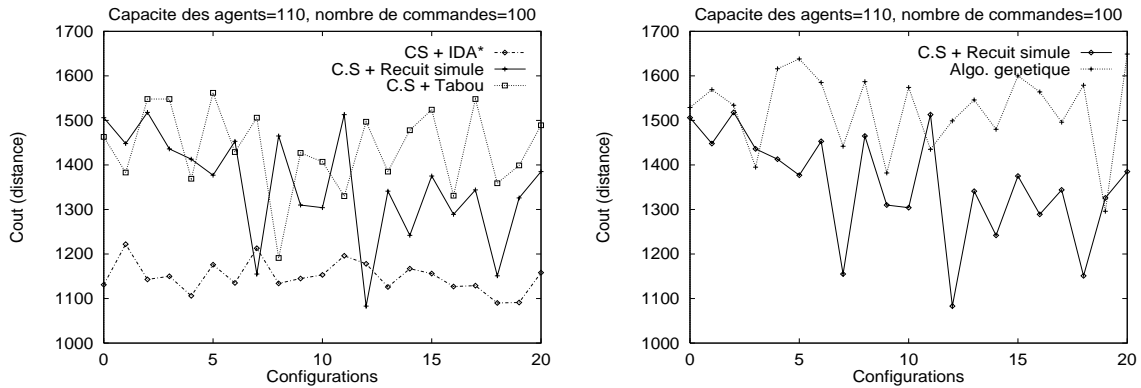 Capacite des agents=110, nombre de commandes=100
1700
1600
1500
1400
1300
1200
1100
1000
Cout (distance)
CS + IDA*
C.S + Recuit simule
C.S + Tabou
0
5
10
15
20
Configurations
Capacite des agents=110, nombre de commandes=100
1700
1600
1500
1400
1300
1200
1100
1000
Cout (distance)
C.S + Recuit simule
Algo. genetique
0
5
10
15
20
Configurations